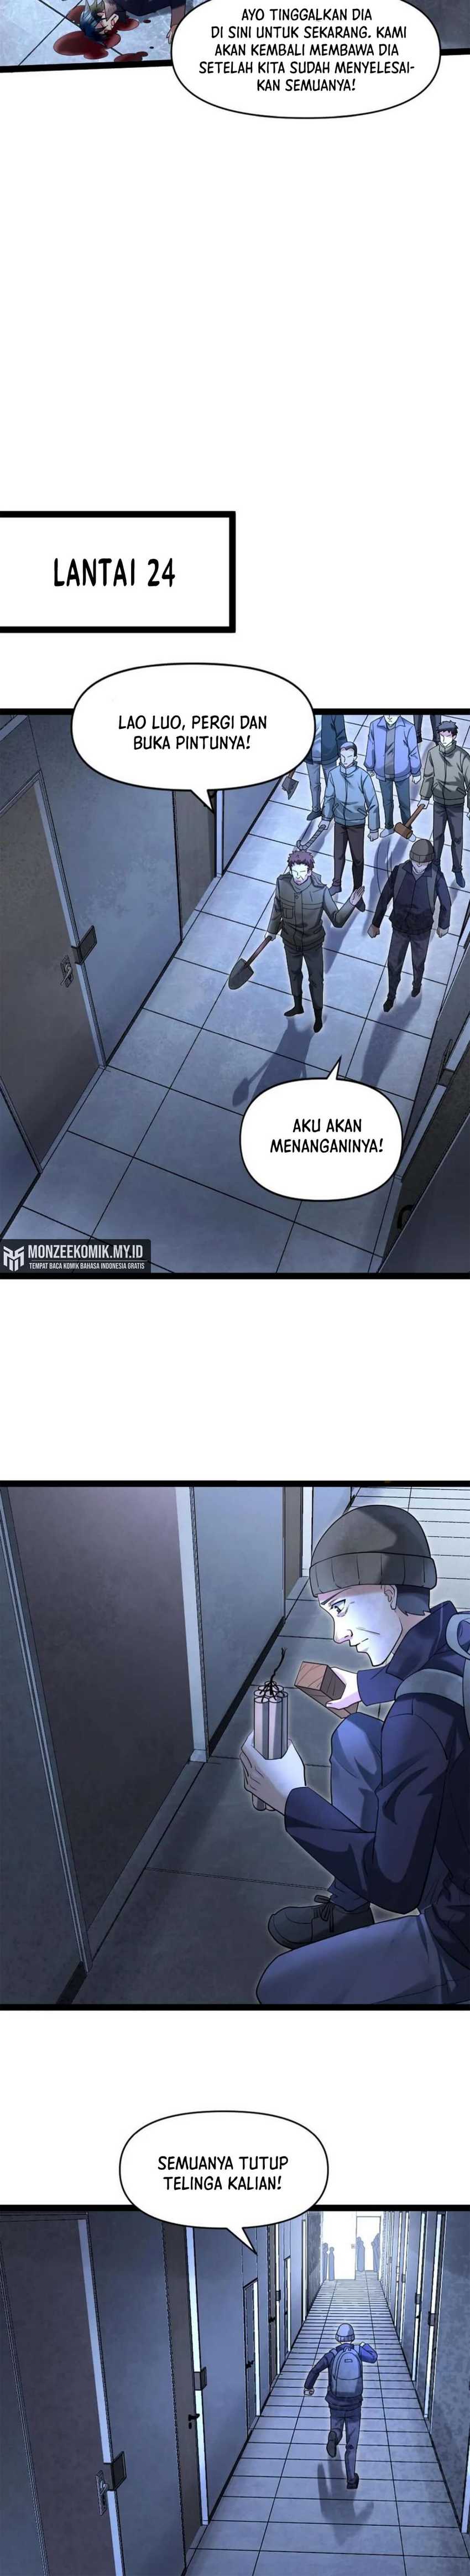 AYO TINGGALKAN DIA
DI SINI UNTUK SEKARANG. KAMI
AKAN KEMBALI MEMBAWA DIA
SETELAH KITA SUDAH MENYELESAI-
KAN SEMUANYA!
LANTAI 24
LAO LUO, PERGI DAN
BUKA PINTUNYA!
AKU AKAN
MENANGANINYA!
MONZEEKOMIK.MY.ID
TEMPAT BACA KOMIK BAHASA INDONESIA GRATIS
SEMUANYA TUTUP
TELINGA KALIAN!